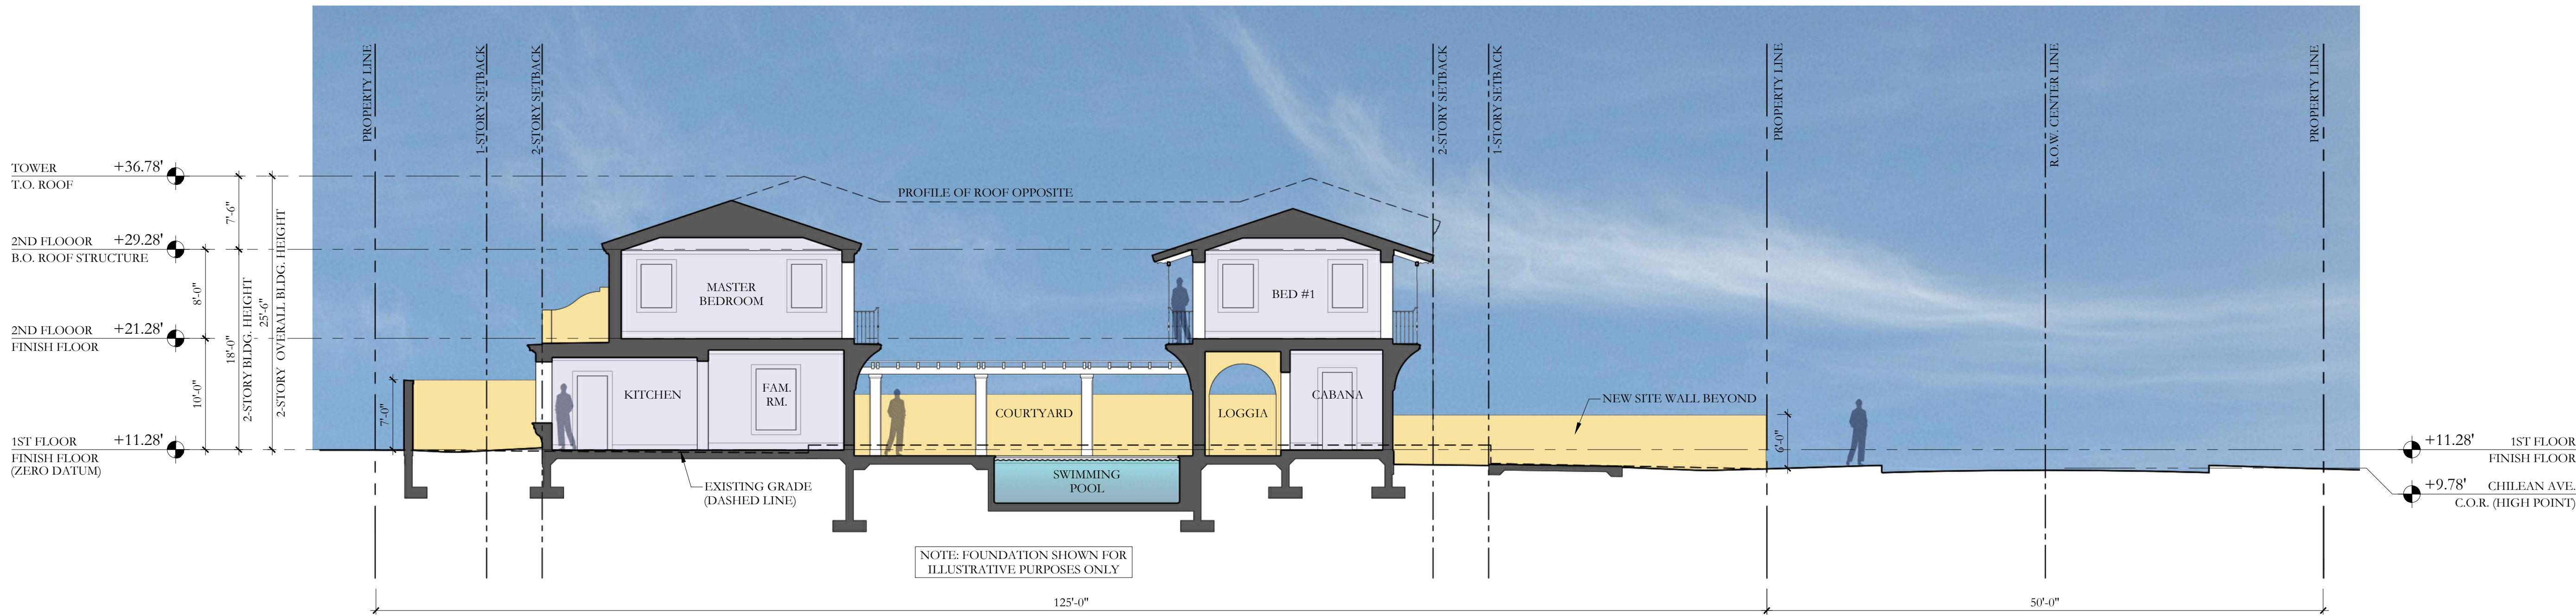 PROPERTY LINE
1-STORY SETBACK
2-STORY SETBACK
2-STORY SETBACK
1-STORY SETBACK
PROPERTY LINE
R.O.W. CENTER LINE
PROPERTY LINE
TOWER +36.78'
T.O. ROOF
2ND FLOOOR +29.28'
B.O. ROOF STRUCTURE
2ND FLOOOR +21.28'
FINISH FLOOR
1ST FLOOR +11.28'
FINISH FLOOR
(ZERO DATUM)
7'-6"
8'-0"
10'-0"
18'-0"
2-STORY BLDG. HEIGHT
25'-6"
2-STORY OVERALL BLDG. HEIGHT
7'-0"
PROFILE OF ROOF OPPOSITE
MASTER
BEDROOM
BED #1
KITCHEN
FAM.
RM.
COURTYARD
LOGGIA
CABANA
NEW SITE WALL BEYOND
6'-0"
SWIMMING
POOL
EXISTING GRADE
(DASHED LINE)
+11.28' 1ST FLOOR
FINISH FLOOR
+9.78' CHILEAN AVE.
C.O.R. (HIGH POINT)
NOTE: FOUNDATION SHOWN FOR
ILLUSTRATIVE PURPOSES ONLY
125'-0"
50'-0"